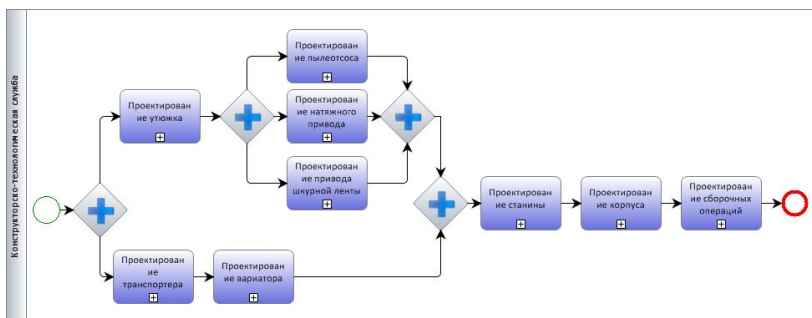 Конструкторско-технологическая служба
Проектирован
ие утюжка
Проектирован
ие пылеотсоса
Проектирован
ие натяжного
привода
Проектирован
ие привода
шкурной ленты
Проектирован
ие
транспортера
Проектирован
ие вариатора
Проектирован
ие станины
Проектирован
ие корпуса
Проектирован
ие сборочных
операций